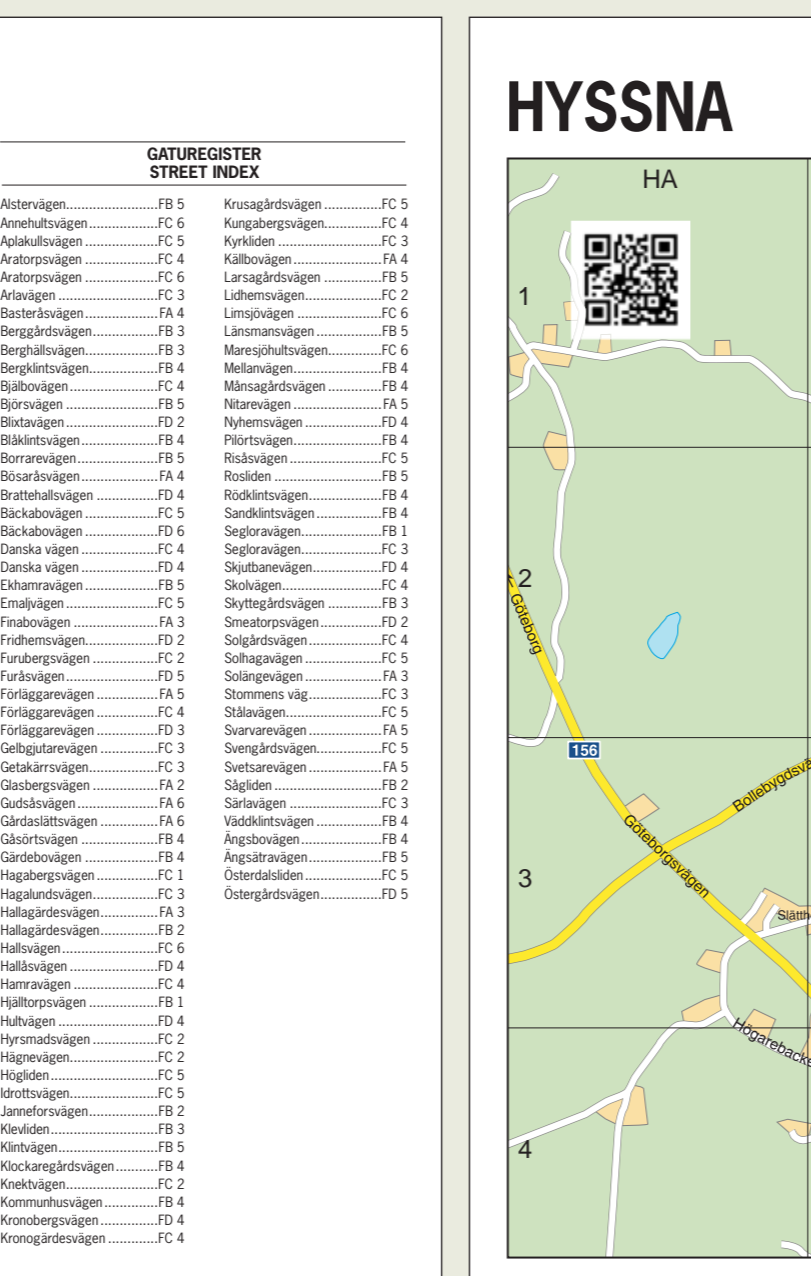 GATUREGISTER
STREET INDEX
Alstervägen.....................FB 5
Annehultsvägen...................FC 6
Aplakullsvägen ....................FC 5
Aratorpsvägen ....................FC 4
Aratorpsvägen ....................FC 6
Arlavägen ...........................FC 3
Basteråsvägen....................FA 4
Berggårdsvägen..................FB 3
Berghällsvägen...................FB 3
Bergklintsvägen...................FB 4
Bjälbovägen........................FC 4
Björsvägen .........................FB 5
Blixtavägen.........................FD 2
Blåklintsvägen.....................FB 4
Borrarevägen......................FB 5
Bösaråsvägen.....................FA 4
Brattehallsvägen .................FD 4
Bäckabovägen ....................FC 5
Bäckabovägen ....................FD 6
Danska vägen .....................FC 4
Danska vägen .....................FD 4
Ekhamravägen ....................FB 5
Emaljvägen.........................FC 5
Finabovägen .......................FA 3
Fridhemsvägen....................FD 2
Furubergsvägen ..................FC 2
Furåsvägen.........................FD 5
Förläggarevägen .................FA 5
Förläggarevägen .................FC 4
Förläggarevägen .................FD 3
Gelbgjutarevägen ................FC 3
Getakärrsvägen...................FC 3
Glasbergsvägen ..................FA 2
Gudsåsvägen ......................FA 6
Gårdaslättsvägen ................FA 6
Gåsörtsvägen .....................FB 4
Gärdebovägen ....................FB 4
Hagabergsvägen..................FC 1
Hagalundsvägen..................FC 3
Hallagärdesvägen................FA 3
Hallagärdesvägen................FB 2
Hallsvägen..........................FC 6
Hallåsvägen ........................FD 4
Hamravägen .......................FC 4
Hjälltorpsvägen ...................FB 1
Hultvägen ...........................FD 4
Hyrsmadsvägen ..................FC 2
Hägnevägen........................FC 2
Högliden.............................FC 5
Idrottsvägen........................FC 5
Janneforsvägen...................FB 2
Klevliden.............................FB 3
Klintvägen...........................FB 5
Klockaregårdsvägen............FB 4
Knektvägen.........................FC 2
Kommunhusvägen ...............FB 4
Kronobergsvägen ................FD 4
Kronogärdesvägen ..............FC 4
Krusagårdsvägen ................FC 5
Kungabergsvägen................FC 4
Kyrkliden ............................FC 3
Källbovägen ........................FA 4
Larsagårdsvägen .................FB 5
Lidhemsvägen.....................FC 2
Limsjövägen .......................FC 6
Länsmansvägen ..................FB 5
Maresjöhultsvägen...............FC 6
Mellanvägen........................FB 4
Månsagårdsvägen ...............FB 4
Nitarevägen ........................FA 5
Nyhemsvägen .....................FD 4
Pilörtsvägen........................FB 4
Risåsvägen .........................FC 5
Rosliden .............................FB 5
Rödklintsvägen....................FB 4
Sandklintsvägen ..................FB 4
Segloravägen......................FB 1
Segloravägen......................FC 3
Skjutbanevägen...................FD 4
Skolvägen...........................FC 4
Skyttegårdsvägen ...............FB 3
Smeatorpsvägen.................FD 2
Solgårdsvägen ....................FC 4
Solhagavägen .....................FC 5
Solängevägen .....................FA 3
Stommens väg....................FC 3
Stålavägen..........................FC 5
Svarvarevägen ....................FA 5
Svengårdsvägen..................FC 5
Svetsarevägen ....................FA 5
Sågliden .............................FB 2
Särlavägen .........................FC 3
Väddklintsvägen ..................FB 4
Ängsbovägen......................FB 4
Ängsätravägen....................FB 5
Österdalsliden.....................FC 5
Östergårdsvägen.................FD 5
HYSSNA
HA
1
2
Göteborg
156
Bollebygdsvä
Göteborgsvägen
3
Slätth
Högarebacke
4